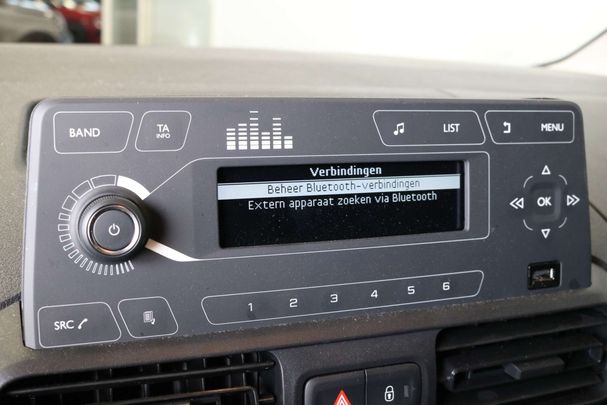 BAND
TA
INFO
LIST
MENU
Verbindingen
Beheer Bluetooth-verbindingen
Extern apparaat zoeken via Bluetooth
OK
1 2 3 4 5 6
SRC